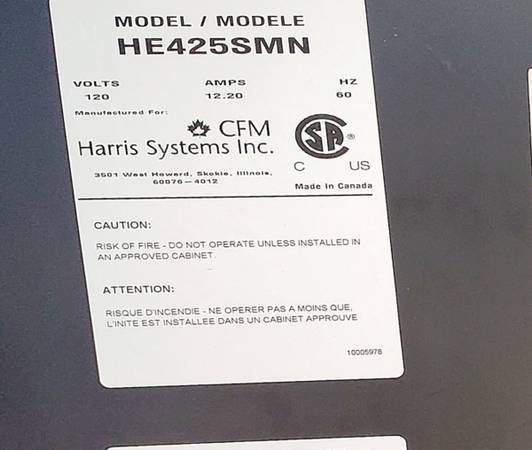 MODEL / MODELE
HE425SMN
VOLTS AMPS HZ
120 12.20 60
Manufactured For:
CFM
Harris Systems Inc.
3501 West Howard, Skokie, Illinois,
60076-4012
SA ®
C US
Made in Canada
CAUTION:
RISK OF FIRE - DO NOT OPERATE UNLESS INSTALLED IN
AN APPROVED CABINET.
ATTENTION:
RISQUE D'INCENDIE - NE OPERER PAS A MOINS QUE,
L'INITE EST INSTALLEE DANS UN CABINET APPROUVE
10005978